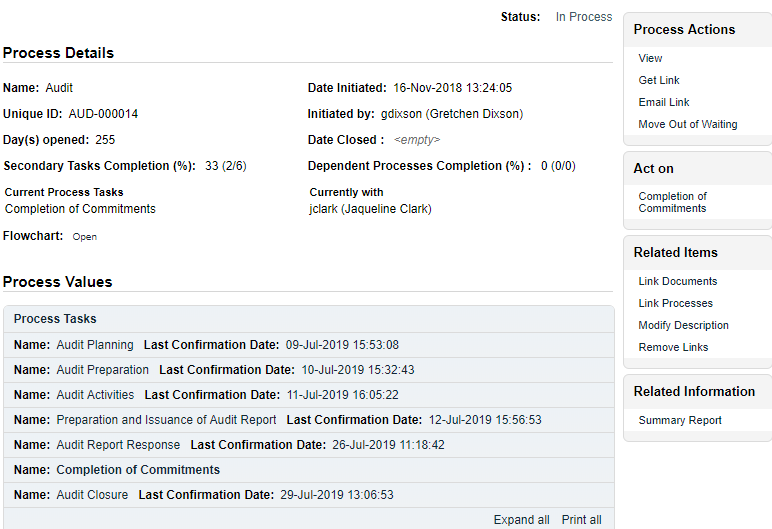 Status: In Process
Process Details
Name: Audit Date Initiated: 16-Nov-2018 13:24:05
Unique ID: AUD-000014 Initiated by: gdixson (Gretchen Dixson)
Day(s) opened: 255 Date Closed : <empty>
Secondary Tasks Completion (%): 33 (2/6) Dependent Processes Completion (%) : 0 (0/0)
Current Process Tasks Currently with
Completion of Commitments jclark (Jaqueline Clark)
Flowchart: Open
Process Values
Process Tasks
Name: Audit Planning Last Confirmation Date: 09-Jul-2019 15:53:08
Name: Audit Preparation Last Confirmation Date: 10-Jul-2019 15:32:43
Name: Audit Activities Last Confirmation Date: 11-Jul-2019 16:05:22
Name: Preparation and Issuance of Audit Report Last Confirmation Date: 12-Jul-2019 15:56:53
Name: Audit Report Response Last Confirmation Date: 26-Jul-2019 11:18:42
Name: Completion of Commitments
Name: Audit Closure Last Confirmation Date: 29-Jul-2019 13:06:53
Expand all Print all
Process Actions
View
Get Link
Email Link
Move Out of Waiting
Act on
Completion of
Commitments
Related Items
Link Documents
Link Processes
Modify Description
Remove Links
Related Information
Summary Report